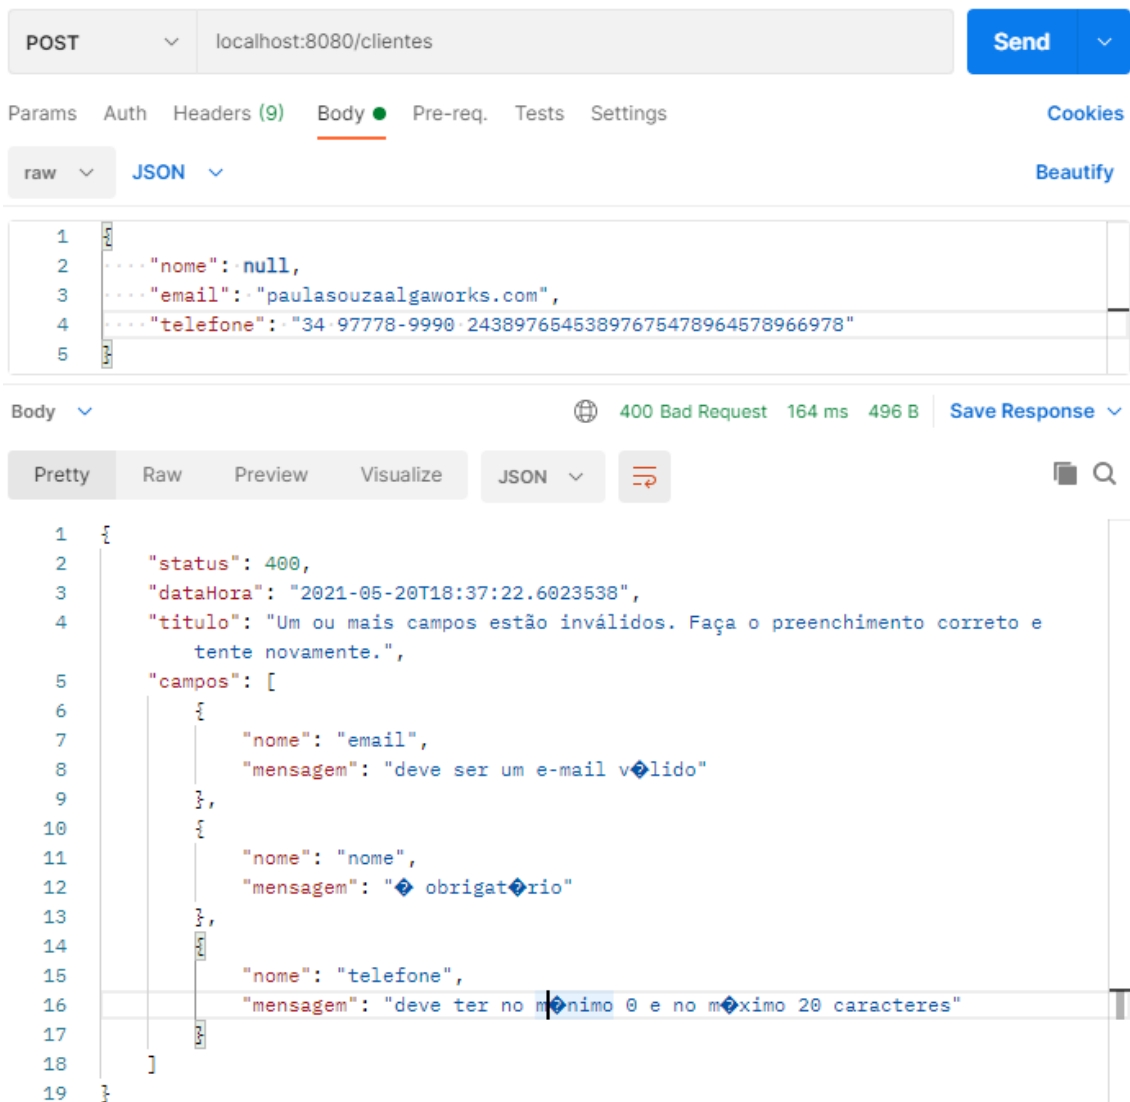 POST localhost:8080/clientes Send
Params Auth Headers (9) Body Pre-req. Tests Settings Cookies
raw JSON Beautify
1 {
2 "nome": null,
3 "email": "paulasouzaalgaworks.com",
4 "telefone": "34 97778-9990 24389765453897675478964578966978"
5 }
Body 400 Bad Request 164 ms 496 B Save Response
Pretty Raw Preview Visualize JSON
1 {
2 "status": 400,
3 "dataHora": "2021-05-20T18:37:22.6023538",
4 "titulo": "Um ou mais campos estão inválidos. Faça o preenchimento correto e
tente novamente.",
5 "campos": [
6 {
7 "nome": "email",
8 "mensagem": "deve ser um e-mail v�lido"
9 },
10 {
11 "nome": "nome",
12 "mensagem": "� obrigat�rio"
13 },
14 {
15 "nome": "telefone",
16 "mensagem": "deve ter no m�nimo 0 e no m�ximo 20 caracteres"
17 }
18 ]
19 }